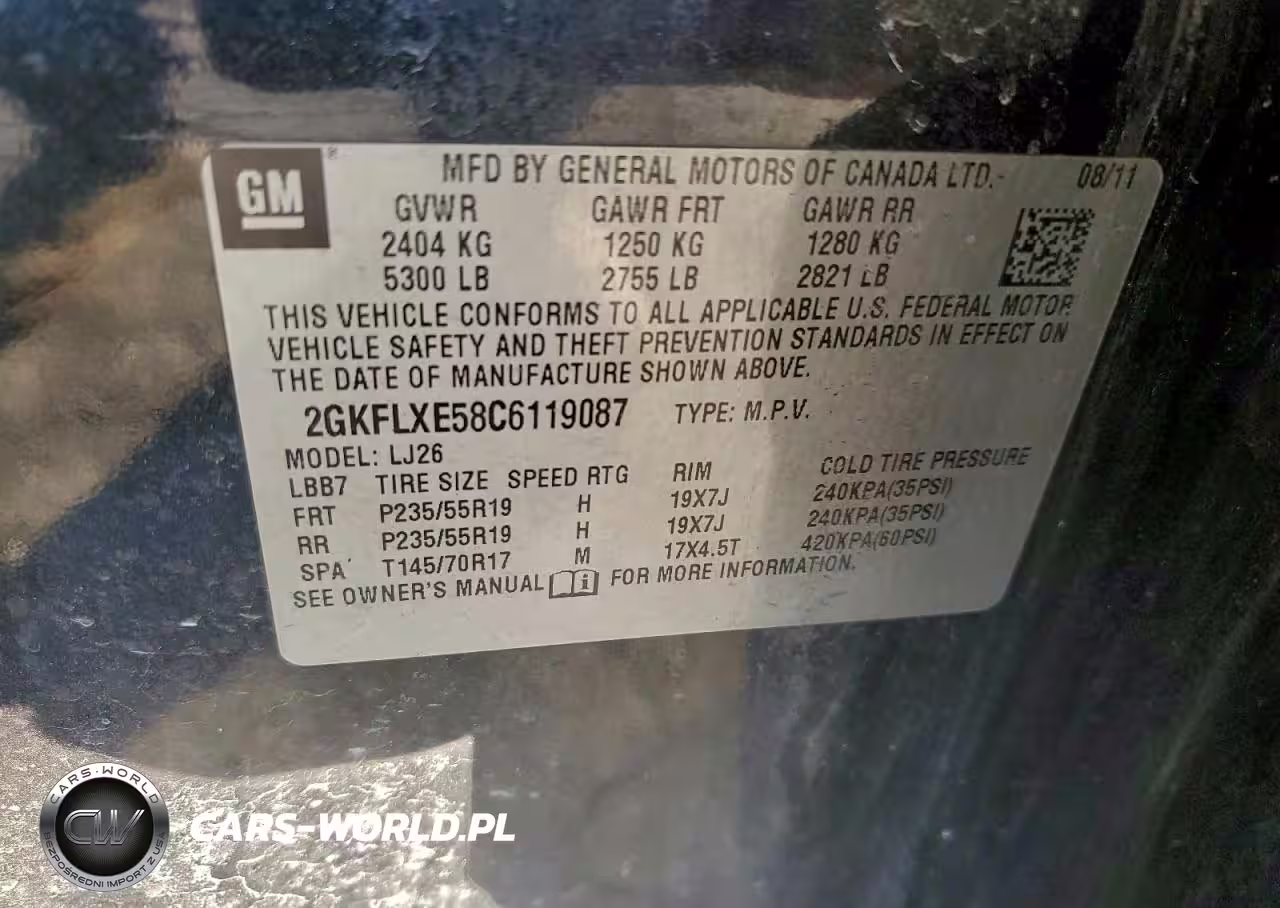 GM ®
MFD BY GENERAL MOTORS OF CANADA LTD.- 08/11
GVWR GAWR FRT GAWR RR
2404 KG 1250 KG 1280 KG
5300 LB 2755 LB 2821 LB
THIS VEHICLE CONFORMS TO ALL APPLICABLE U.S. FEDERAL MOTOR
VEHICLE SAFETY AND THEFT PREVENTION STANDARDS IN EFFECT ON
THE DATE OF MANUFACTURE SHOWN ABOVE.
2GKFLXE58C6119087 TYPE: M.P.V.
MODEL: LJ26
LBB7 TIRE SIZE SPEED RTG RIM COLD TIRE PRESSURE
FRT P235/55R19 H 19X7J 240KPA(35PSI)
RR P235/55R19 H 19X7J 240KPA(35PSI)
SPA T145/70R17 M 17X4.5T 420KPA(60PSI)
SEE OWNER'S MANUAL FOR MORE INFORMATION.
CARS-WORLD
CW
BEZPOŚREDNI IMPORT Z USA
CARS-WORLD.PL